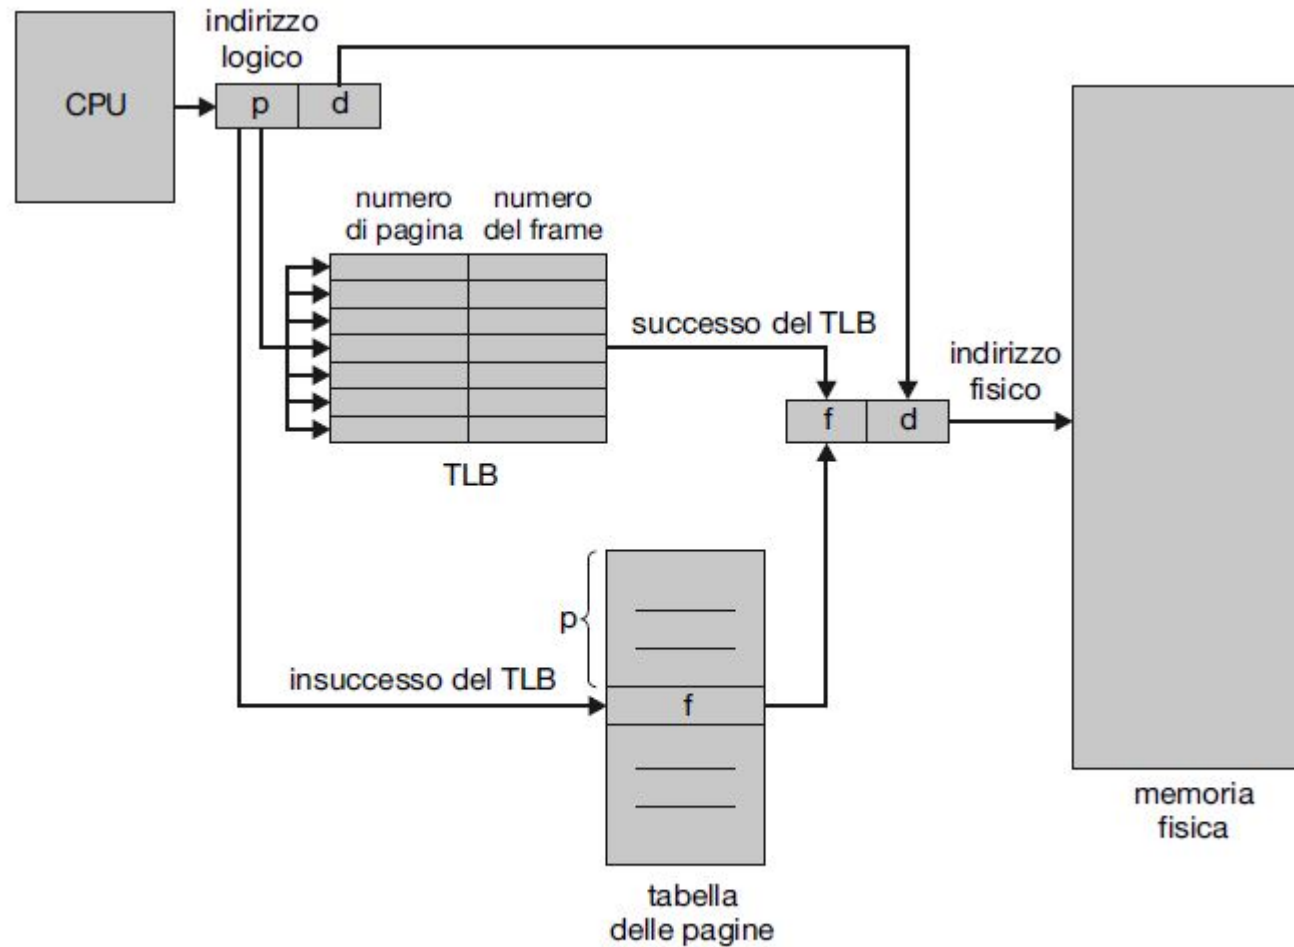 indirizzo
logico
CPU
p d
numero
di pagina
numero
del frame
successo del TLB
indirizzo
fisico
f d
TLB
p
insuccesso del TLB
f
memoria
fisica
tabella
delle pagine